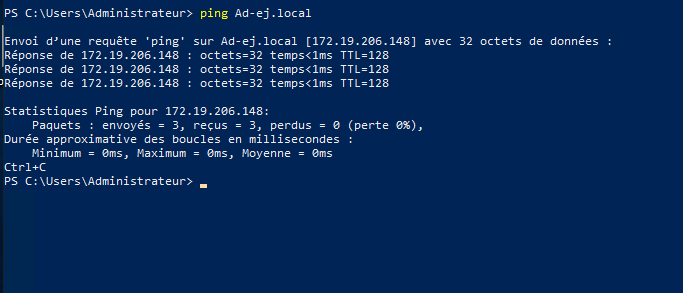 PS C:\Users\Administrateur> ping Ad-ej.local
Envoi d’une requête 'ping' sur Ad-ej.local [172.19.206.148] avec 32 octets de données :
Réponse de 172.19.206.148 : octets=32 temps<1ms TTL=128
Réponse de 172.19.206.148 : octets=32 temps<1ms TTL=128
Réponse de 172.19.206.148 : octets=32 temps<1ms TTL=128
Statistiques Ping pour 172.19.206.148:
    Paquets : envoyés = 3, reçus = 3, perdus = 0 (perte 0%),
Durée approximative des boucles en millisecondes :
    Minimum = 0ms, Maximum = 0ms, Moyenne = 0ms
Ctrl+C
PS C:\Users\Administrateur>